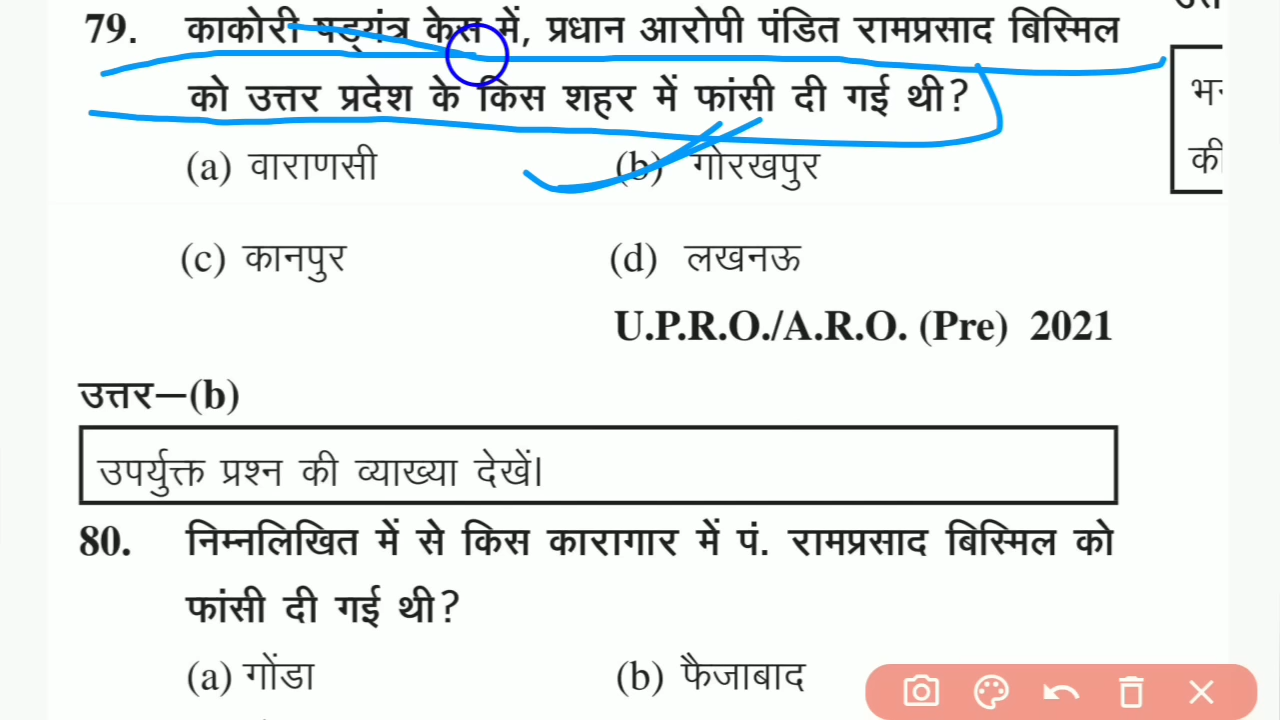 79. काकोरी षड्यंत्र केस में, प्रधान आरोपी पंडित रामप्रसाद बिस्मिल
को उत्तर प्रदेश के किस शहर में फांसी दी गई थी?
(a) वाराणसी (b) गोरखपुर
की
(c) कानपुर (d) लखनऊ
U.P.R.O./A.R.O. (Pre) 2021
उत्तर—(b)
उपर्युक्त प्रश्न की व्याख्या देखें।
80. निम्नलिखित में से किस कारागार में पं. रामप्रसाद बिस्मिल को
फांसी दी गई थी?
(a) गोंडा (b) फैजाबाद